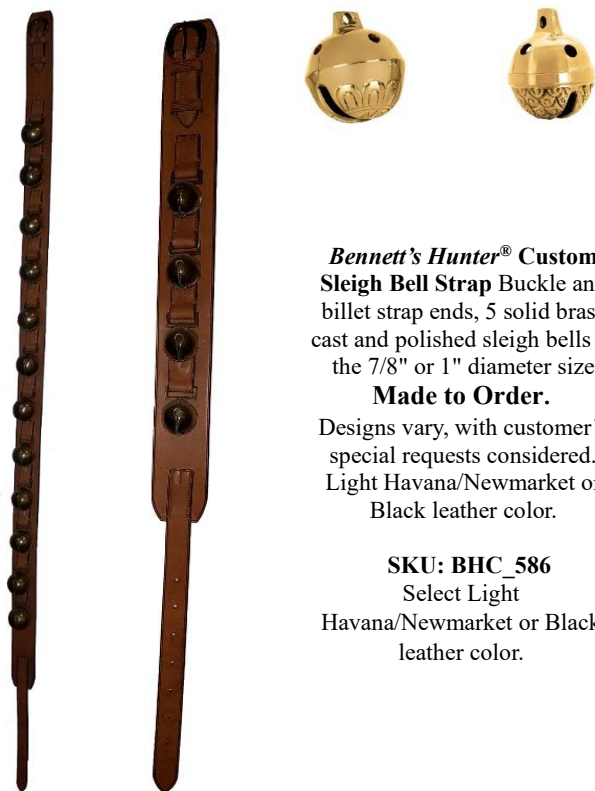 Bennett's Hunter® Custom
Sleigh Bell Strap Buckle an
billet strap ends, 5 solid bras
cast and polished sleigh bells
the 7/8" or 1" diameter size
Made to Order.
Designs vary, with customer'
special requests considered.
Light Havana/Newmarket o
Black leather color.
SKU: BHC_586
Select Light
Havana/Newmarket or Black
leather color.